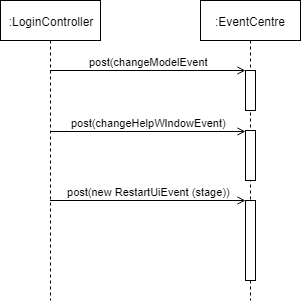 :LoginController
:EventCentre
post(changeModelEvent
post(changeHelpWIndowEvent)
post(new RestartUiEvent (stage))